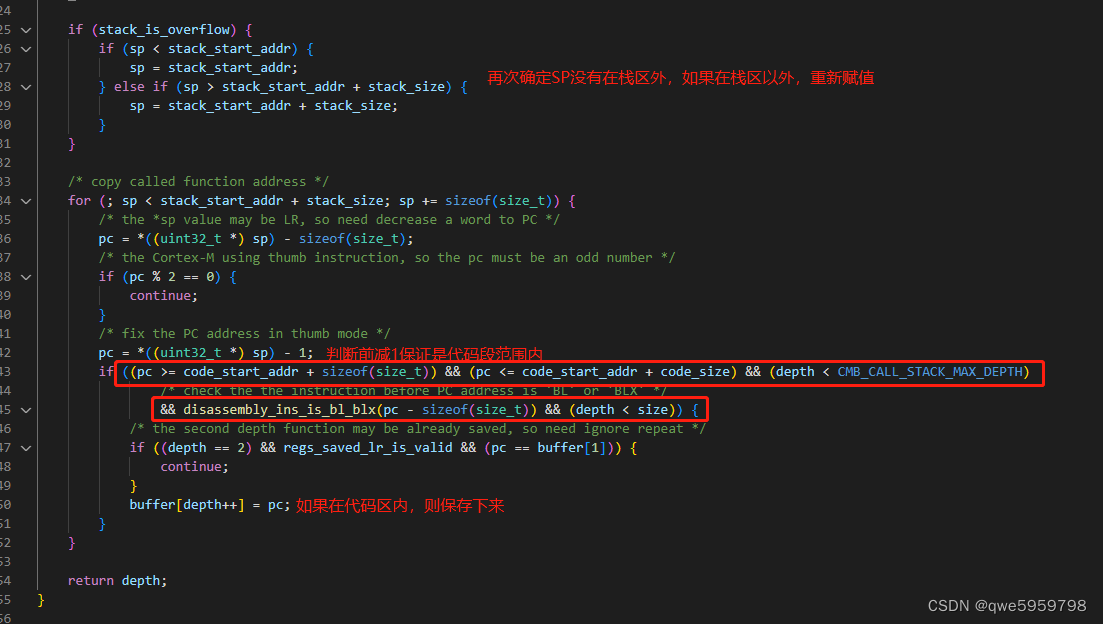 24
25 if (stack_is_overflow) {
26 if (sp < stack_start_addr) {
27 sp = stack_start_addr;
再次确定SP没有在栈区外，如果在栈区以外，重新赋值
28 } else if (sp > stack_start_addr + stack_size) {
29 sp = stack_start_addr + stack_size;
30 }
31 }
32
33 /* copy called function address */
34 for (; sp < stack_start_addr + stack_size; sp += sizeof(size_t)) {
35 /* the *sp value may be LR, so need decrease a word to PC */
36 pc = *((uint32_t *) sp) - sizeof(size_t);
37 /* the Cortex-M using thumb instruction, so the pc must be an odd number */
38 if (pc % 2 == 0) {
39 continue;
40 }
41 /* fix the PC address in thumb mode */
42 pc = *((uint32_t *) sp) - 1; 判断前减1保证是代码段范围内
43 if ((pc >= code_start_addr + sizeof(size_t)) && (pc <= code_start_addr + code_size) && (depth < CMB_CALL_STACK_MAX_DEPTH)
44 /* check the the instruction before PC address is 'BL' or 'BLX' */
45 && disassembly_ins_is_bl_blx(pc - sizeof(size_t)) && (depth < size)) {
46 /* the second depth function may be already saved, so need ignore repeat */
47 if ((depth == 2) && regs_saved_lr_is_valid && (pc == buffer[1])) {
48 continue;
49 }
50 buffer[depth++] = pc; 如果在代码区内，则保存下来
51 }
52 }
53
54 return depth;
55 }
56
CSDN @qwe5959798